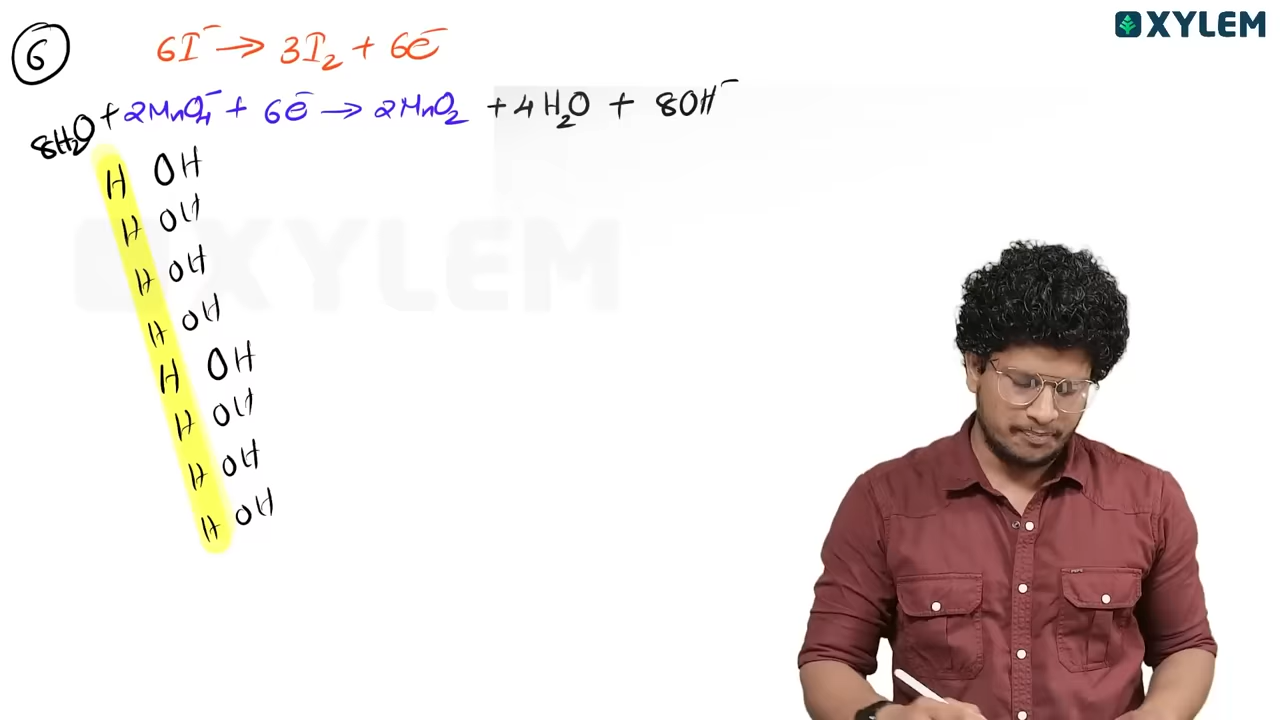 XYLEM
6 6I⁻ → 3I₂ + 6e⁻
8H₂O + 2MnO₄⁻ + 6e⁻ → 2MnO₂ + 4H₂O + 8OH⁻
H OH
H OH
H OH
H OH
H OH
H OH
H OH
H OH
XYLEM